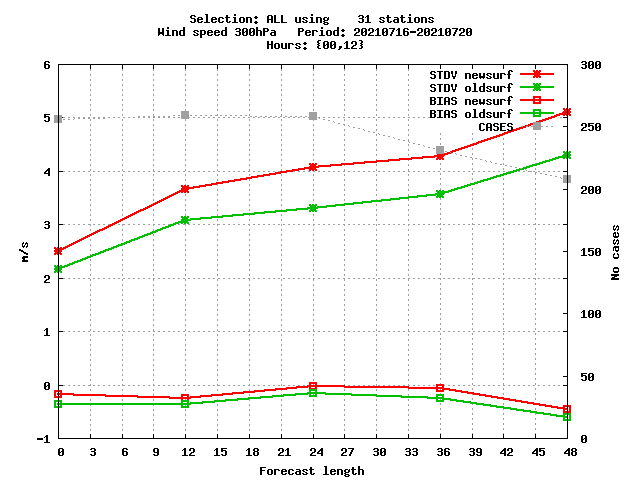 Selection: ALL using    31 stations
Wind speed 300hPa   Period: 20210716-20210720
Hours: {00,12}
STDV newsurf
STDV oldsurf
BIAS newsurf
BIAS oldsurf
CASES
6
5
4
3
2
1
0
-1
m/s
300
250
200
150
100
50
0
No cases
0 3 6 9 12 15 18 21 24 27 30 33 36 39 42 45 48
Forecast length